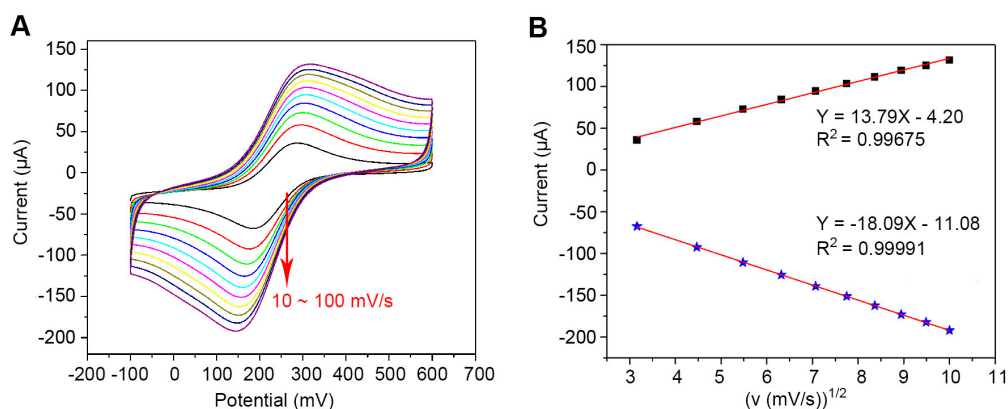 A
150
100
50
0
-50
-100
-150
-200
Current (µA)
10 ~ 100 mV/s
-200 -100 0 100 200 300 400 500 600 700
Potential (mV)
B
150
100
50
0
-50
-100
-150
-200
Current (µA)
Y = 13.79X - 4.20
R² = 0.99675
Y = -18.09X - 11.08
R² = 0.99991
3 4 5 6 7 8 9 10 11
(v (mV/s))¹/²